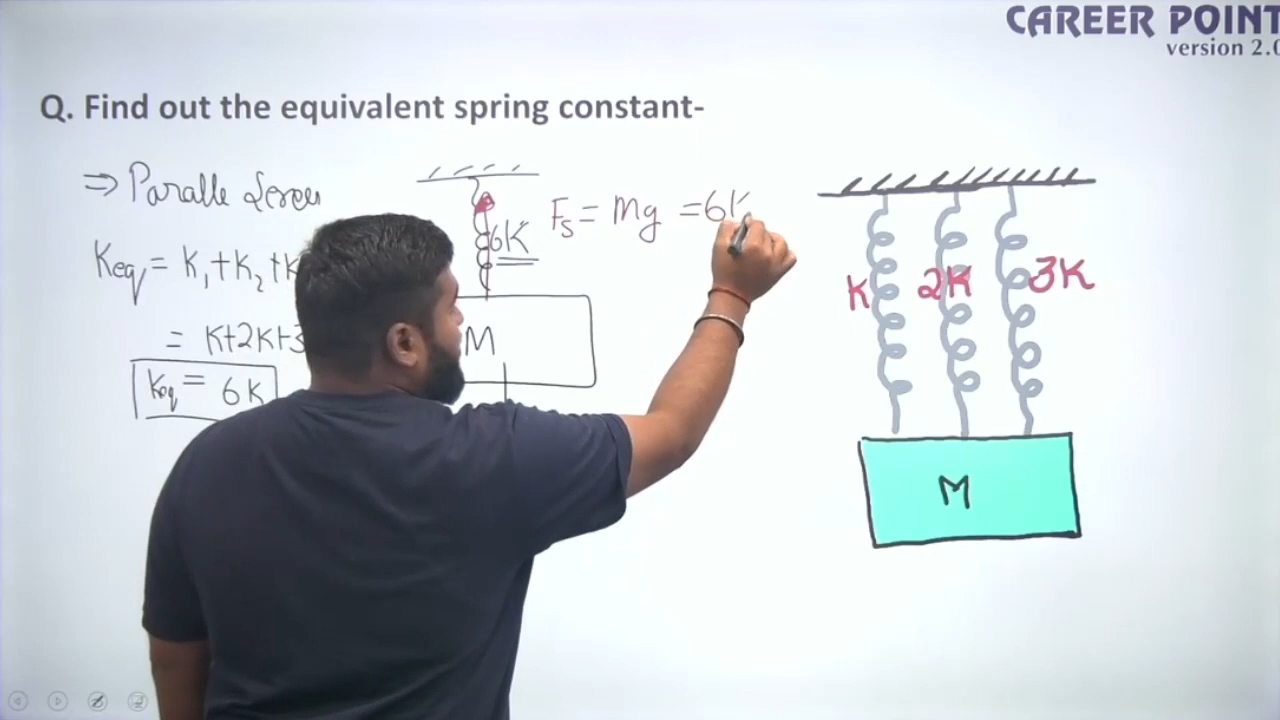 CAREER POINT
version 2.0
Q. Find out the equivalent spring constant-
⇒ Paralle
Keq = K₁+K₂+K
= K+2K+3
Keq = 6K
6K
M
Fs = Mg = 6K
K
2K
3K
M